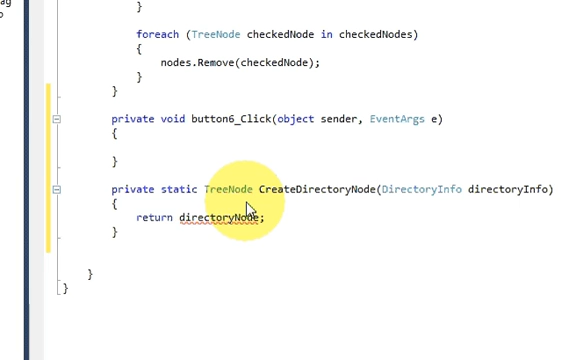 ag
}
foreach (TreeNode checkedNode in checkedNodes)
{
nodes.Remove(checkedNode);
}
}
private void button6_Click(object sender, EventArgs e)
{
}
private static TreeNode CreateDirectoryNode(DirectoryInfo directoryInfo)
{
return directoryNode;
}
}
}